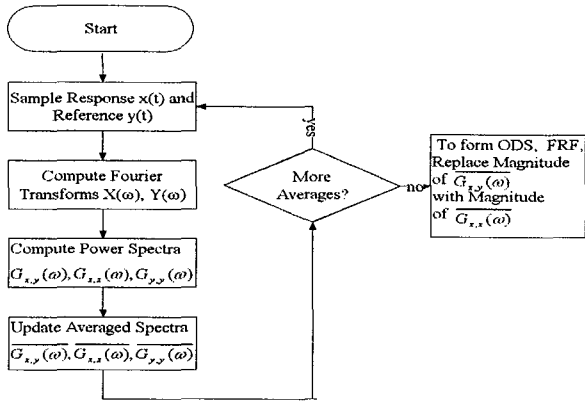 Start
Sample Response x(t) and
Reference y(t)
Compute Fourier
Transforms X(ω), Y(ω)
Compute Power Spectra
G_{x,y}(ω), G_{x,x}(ω), G_{y,y}(ω)
Update Averaged Spectra
\overline{G_{x,y}(ω)}, \overline{G_{x,x}(ω)}, \overline{G_{y,y}(ω)}
yes
More
Averages?
no
To form ODS, FRF,
Replace Magnitude
of \overline{G_{x,y}(ω)}
with Magnitude
of \overline{G_{x,x}(ω)}